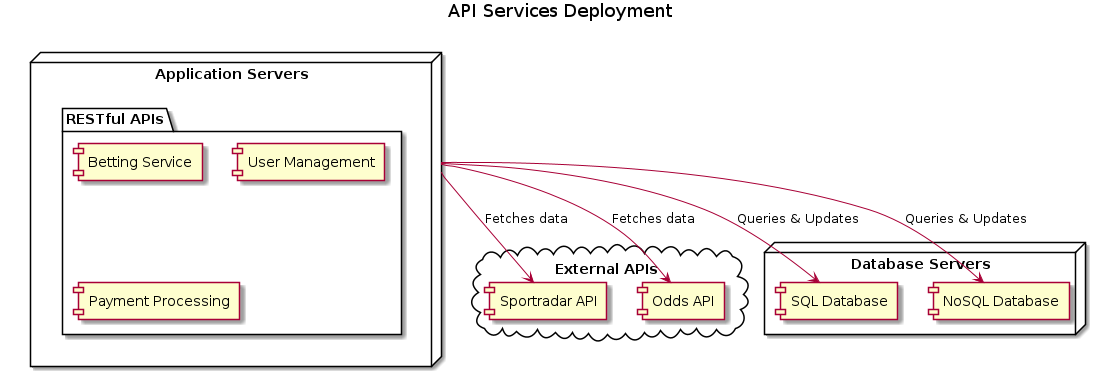 API Services Deployment
Application Servers
RESTful APIs
Betting Service
User Management
Payment Processing
Fetches data
Fetches data
Queries & Updates
Queries & Updates
External APIs
Sportradar API
Odds API
Database Servers
SQL Database
NoSQL Database